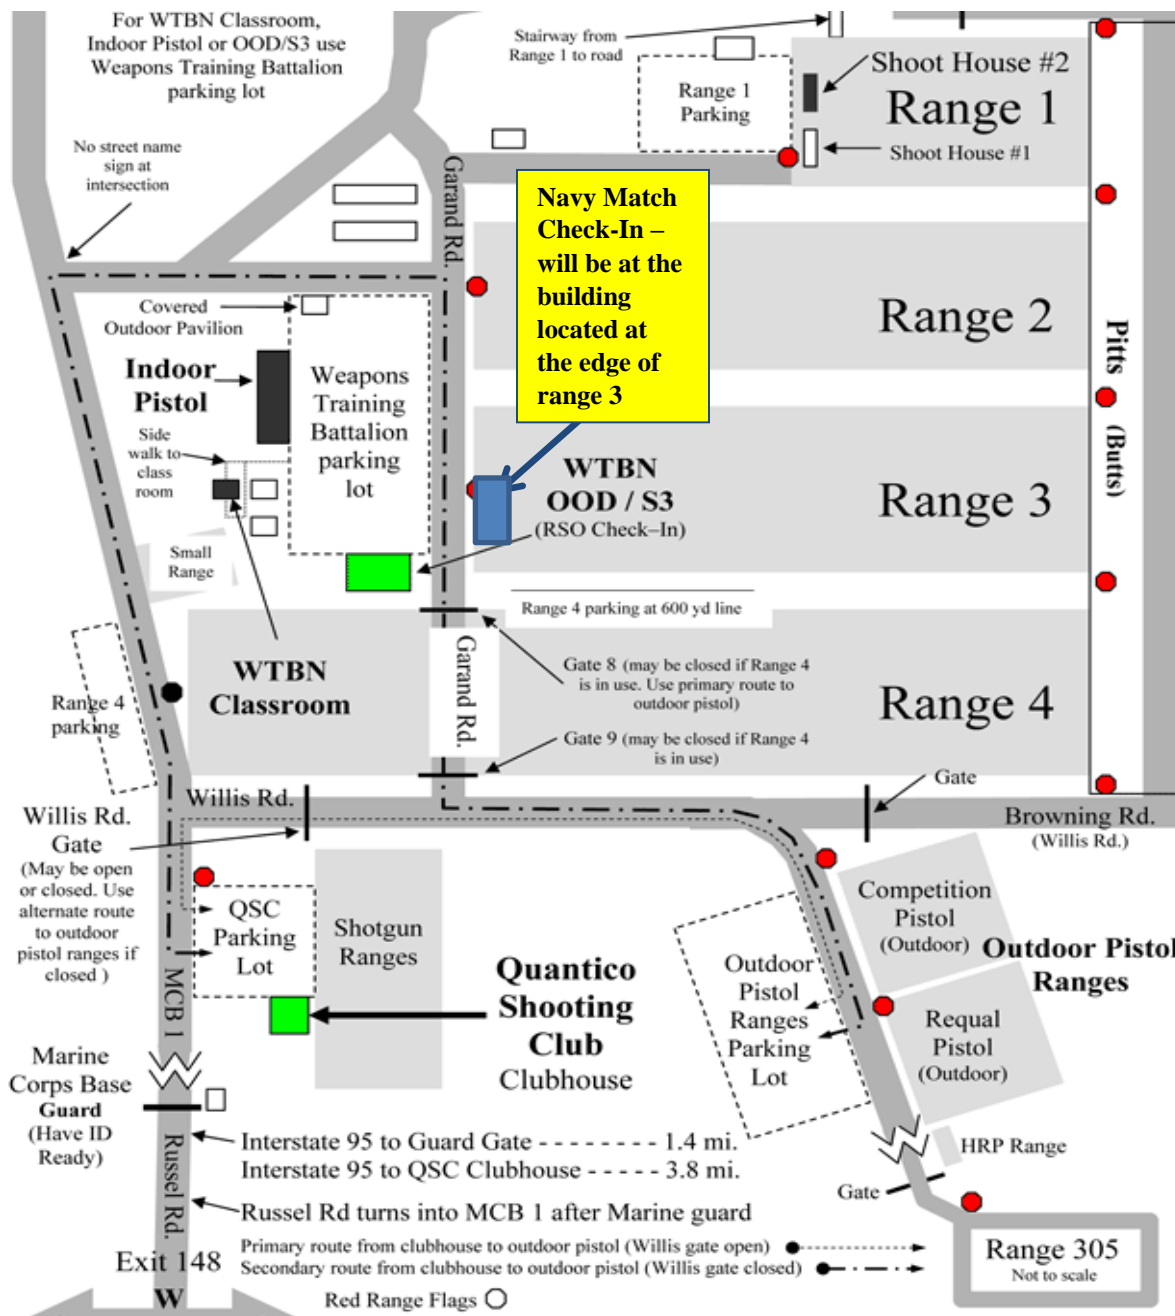 For WTBN Classroom,
Indoor Pistol or OOD/S3 use
Weapons Training Battalion
parking lot
Stairway from
Range 1 to road
Range 1
Parking
Shoot House #2
Range 1
Shoot House #1
No street name
sign at
intersection
Garand Rd.
Navy Match
Check-In –
will be at the
building
located at
the edge of
range 3
Range 2
Pitts (Butts)
Covered
Outdoor Pavilion
Indoor
Pistol
Weapons
Training
Battalion
parking
lot
Side
walk to
class
room
WTBN
OOD / S3
(RSO Check–In)
Range 3
Small
Range
Range 4 parking at 600 yd line
WTBN
Classroom
Garand Rd.
Gate 8 (may be closed if Range 4
is in use. Use primary route to
outdoor pistol)
Range 4
Range 4
parking
Gate 9 (may be closed if Range 4
is in use)
Gate
Willis Rd.
Browning Rd.
(Willis Rd.)
Willis Rd.
Gate
(May be open
or closed. Use
alternate route
to outdoor
pistol ranges if
closed )
QSC
Parking
Lot
Shotgun
Ranges
Competition
Pistol
(Outdoor)
Outdoor Pistol
Ranges
MCB 1
Quantico
Shooting
Club
Clubhouse
Outdoor
Pistol
Ranges
Parking
Lot
Requal
Pistol
(Outdoor)
Marine
Corps Base
Guard
(Have ID
Ready)
HRP Range
Russel Rd.
Interstate 95 to Guard Gate - - - - - - - - 1.4 mi.
Interstate 95 to QSC Clubhouse - - - - - 3.8 mi.
Gate
Russel Rd turns into MCB 1 after Marine guard
Exit 148
Primary route from clubhouse to outdoor pistol (Willis gate open)
Secondary route from clubhouse to outdoor pistol (Willis gate closed)
Range 305
Not to scale
W
Red Range Flags